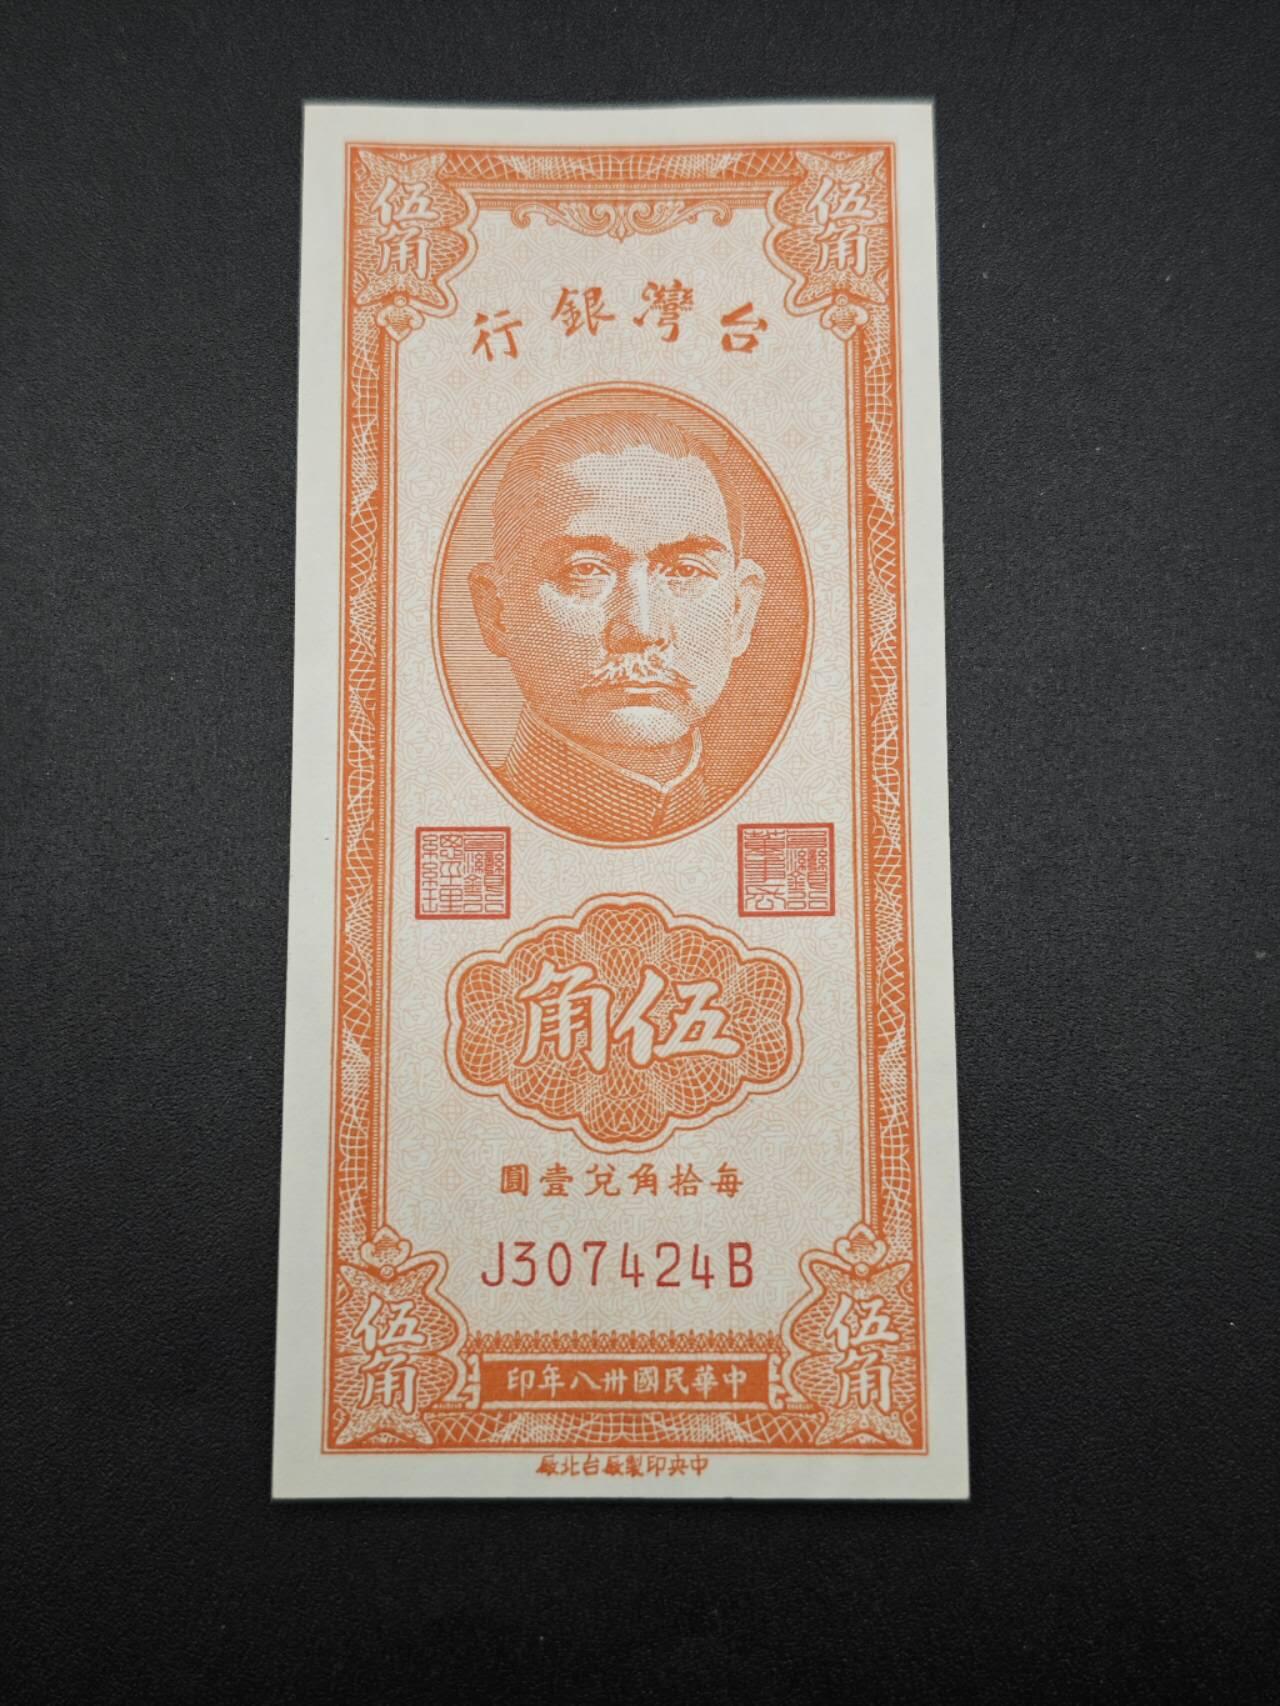 伍角 伍角
台灣銀行
伍角
每拾角兌壹圓
J307424B
伍角 伍角
中華民國卅八年印
中央印製廠台北廠